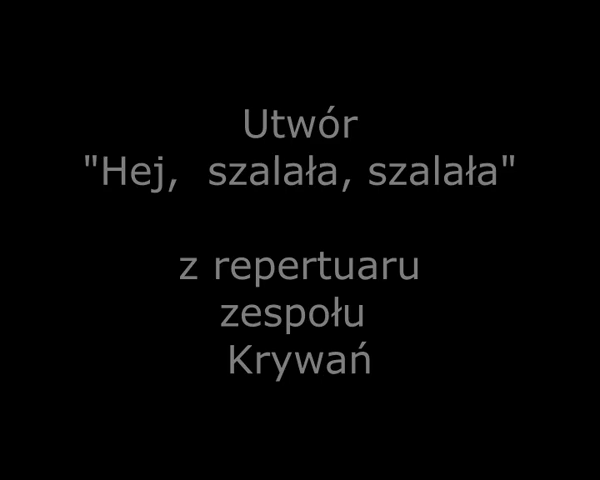 Utwór
"Hej,  szalała, szalała"
z repertuaru
zespołu
Krywań